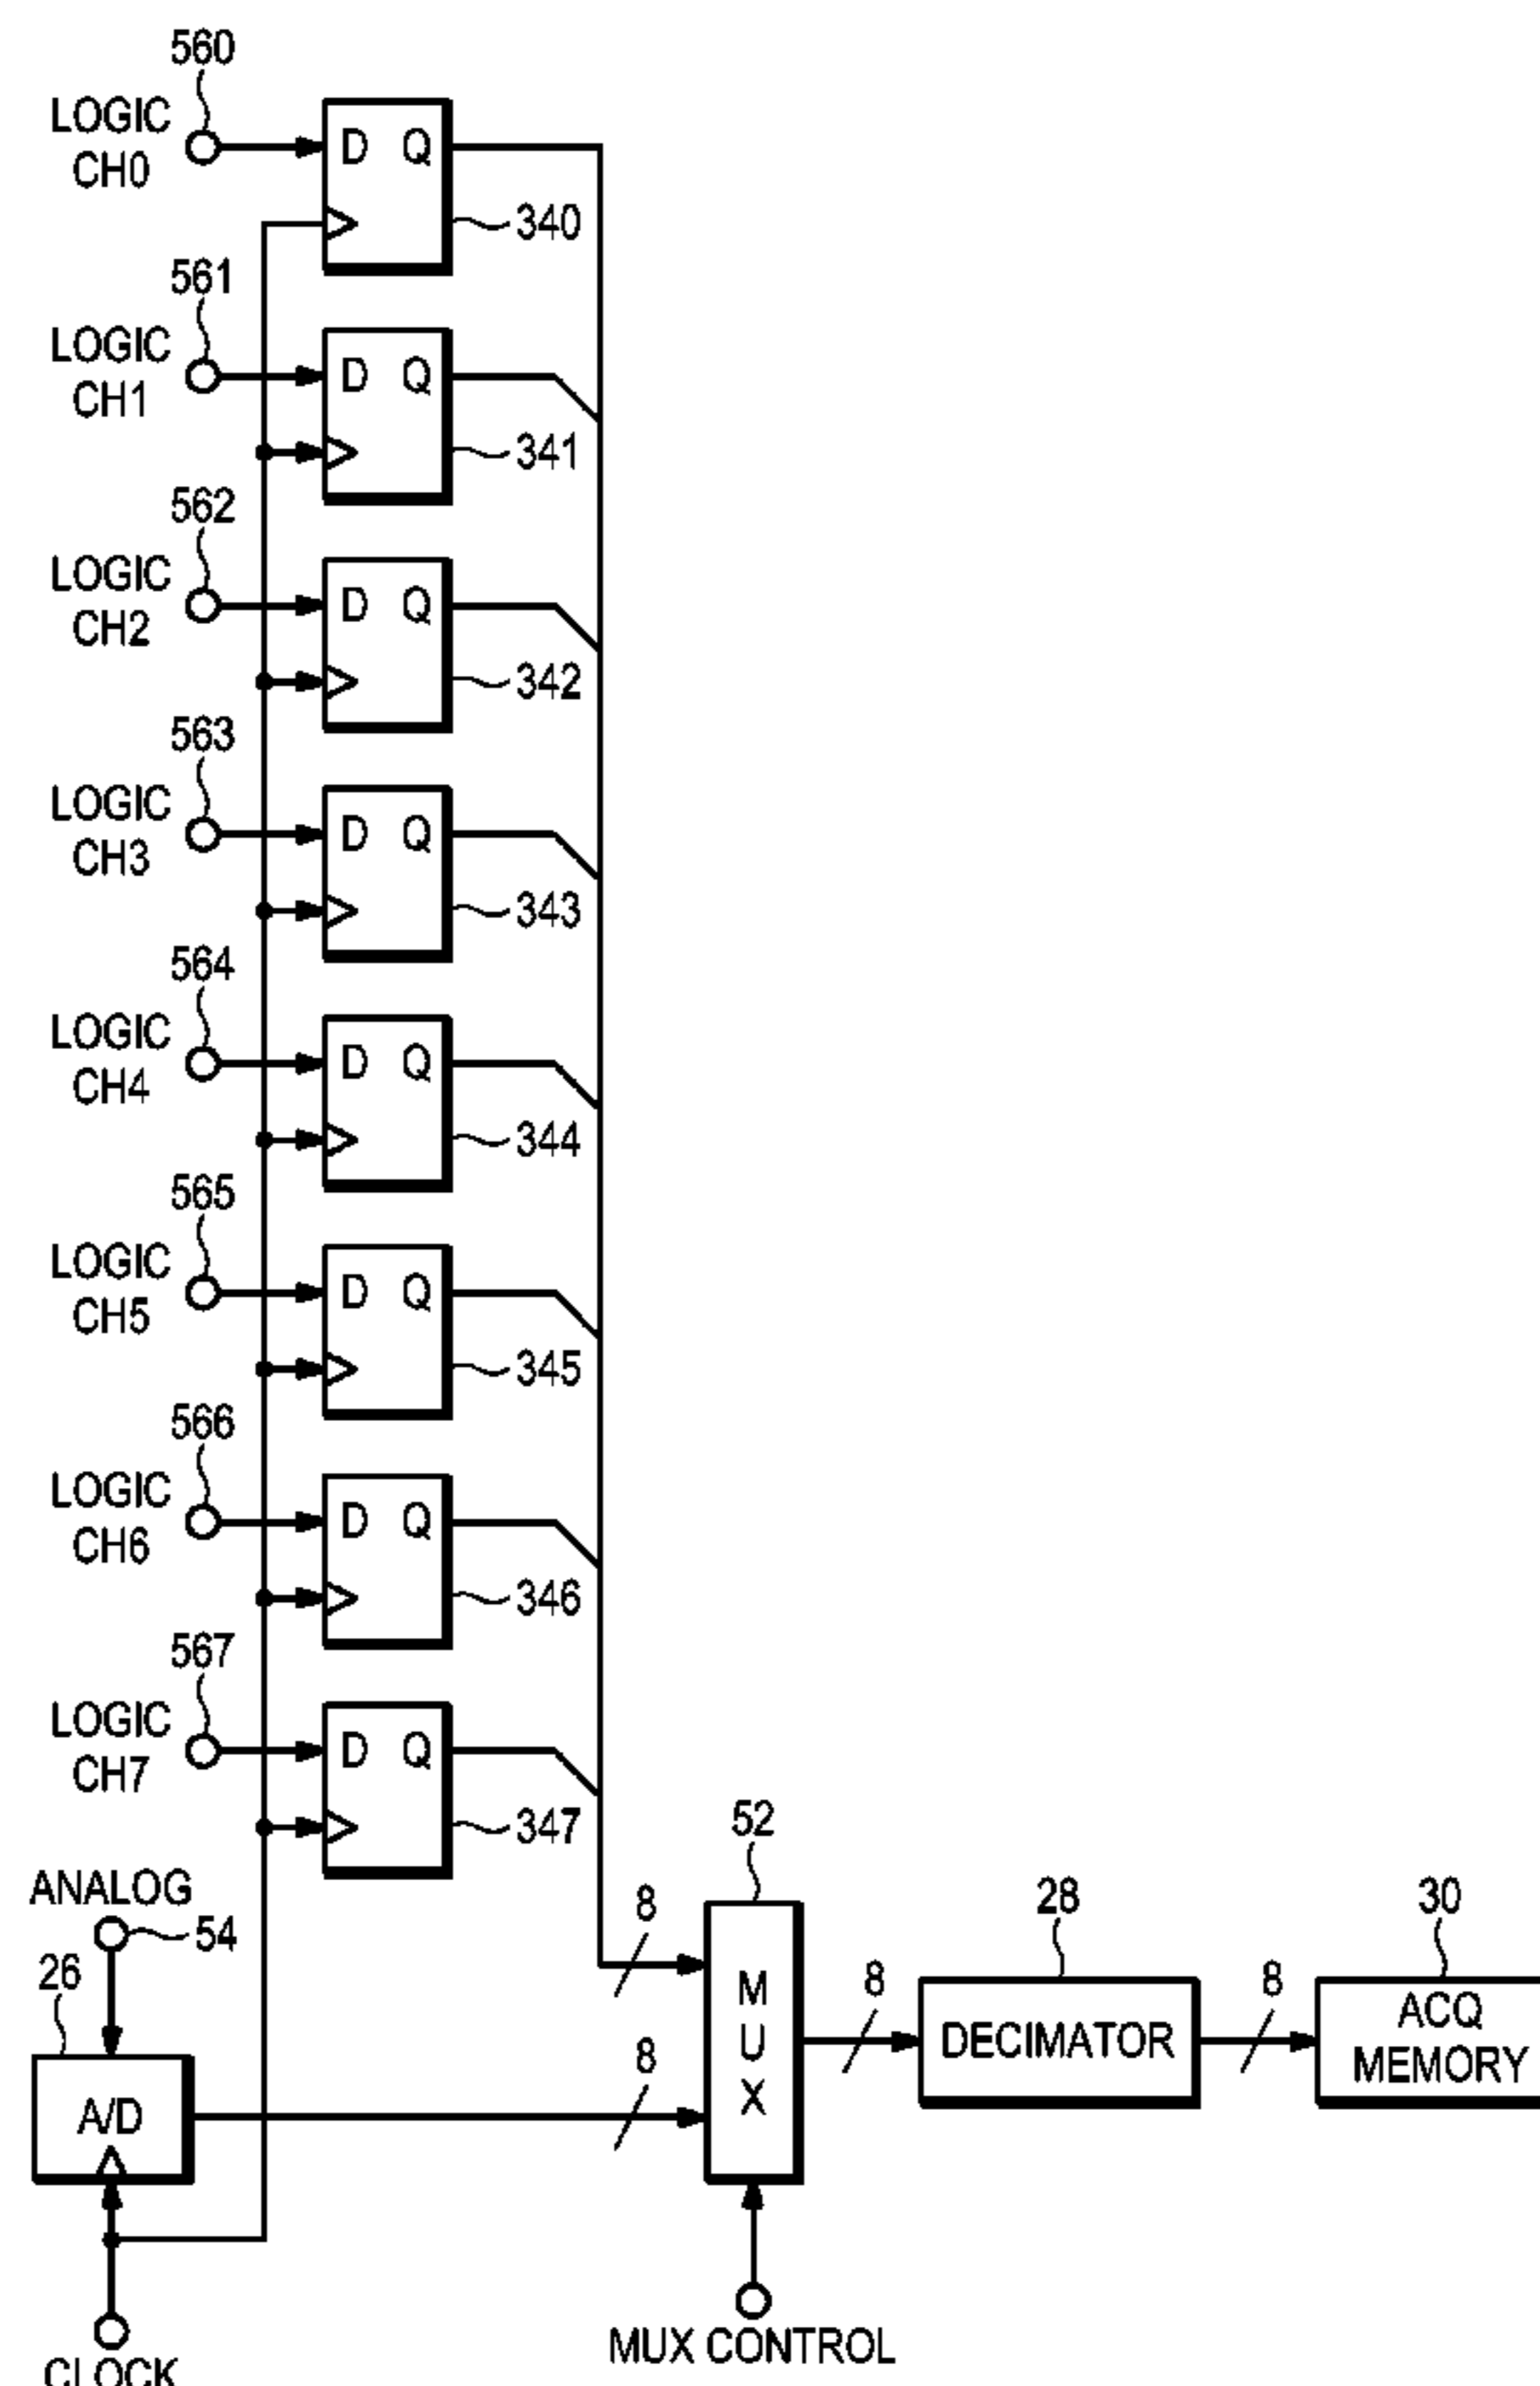 560
LOGIC
CH0
D Q
340
561
LOGIC
CH1
D Q
341
562
LOGIC
CH2
D Q
342
563
LOGIC
CH3
D Q
343
564
LOGIC
CH4
D Q
344
565
LOGIC
CH5
D Q
345
566
LOGIC
CH6
D Q
346
567
LOGIC
CH7
D Q
347
ANALOG
54
26
A/D
CLOCK
8
8
52
MUX
MUX CONTROL
8
28
DECIMATOR
8
30
ACQ
MEMORY